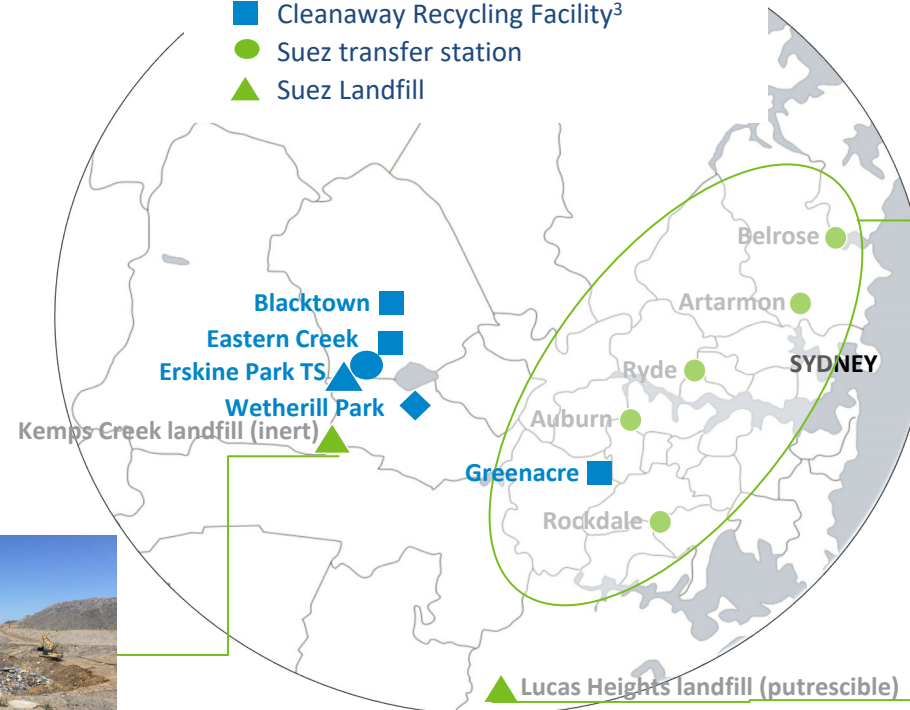 Cleanaway Recycling Facility³
Suez transfer station
Suez Landfill
Belrose
Blacktown
Artarmon
Eastern Creek
SYDNEY
Erskine Park TS
Ryde
Wetherill Park
Auburn
Kemps Creek landfill (inert)
Greenacre
Rockdale
Lucas Heights landfill (putrescible)